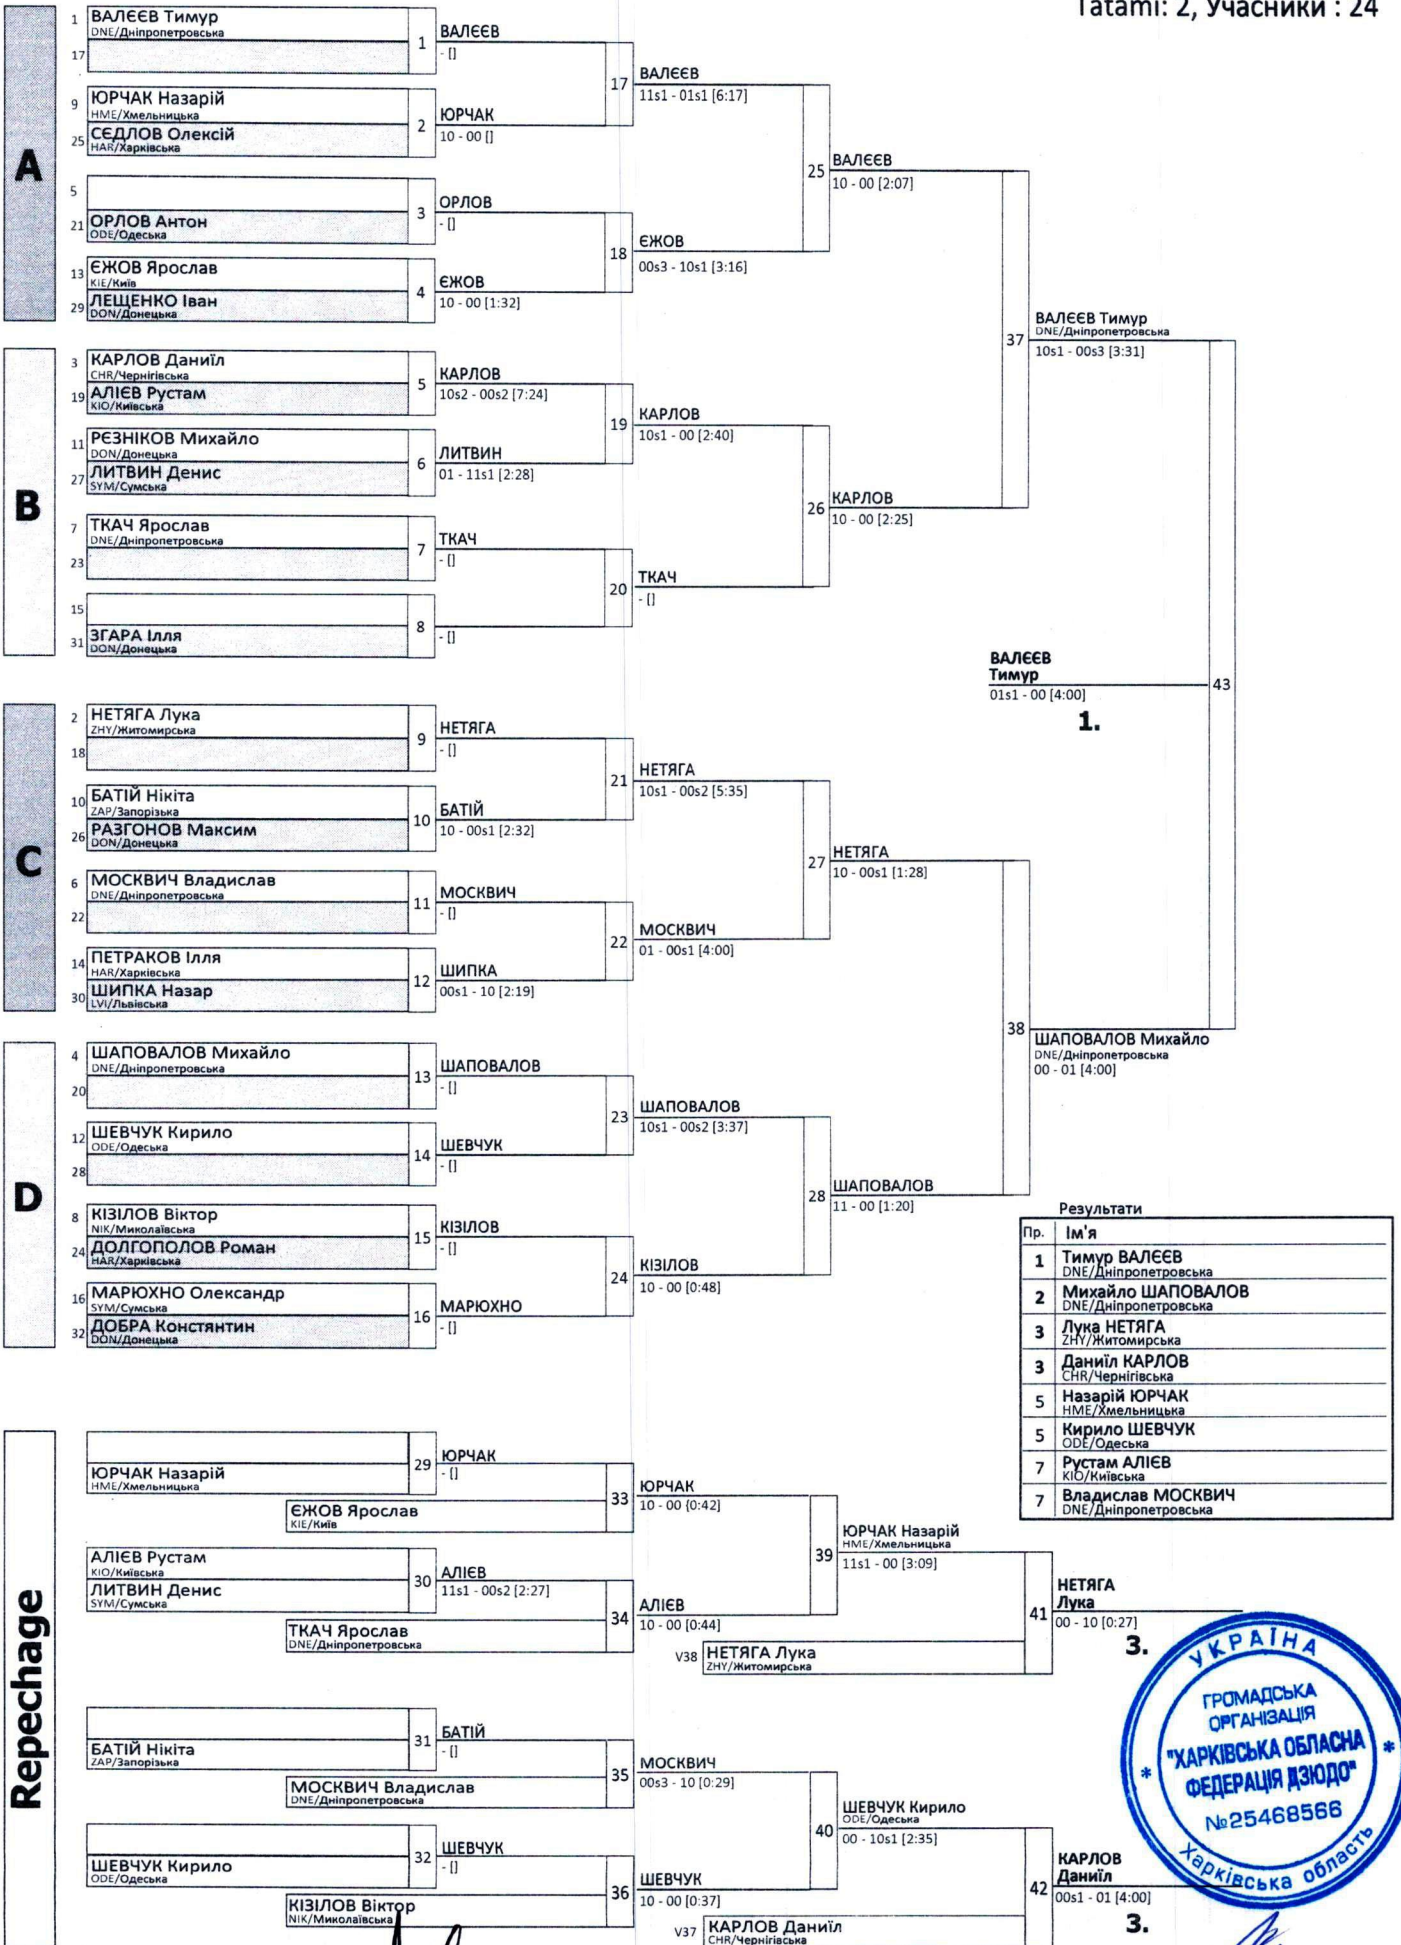 Tatami: 2, Учасники : 24
A
1 ВАЛЄЄВ Тимур
DNE/Дніпропетровська
17
1
ВАЛЄЄВ
- []
9 ЮРЧАК Назарій
HME/Хмельницька
25 СЄДЛОВ Олексій
HAR/Харківська
2
ЮРЧАК
10 - 00 []
17
ВАЛЄЄВ
11s1 - 01s1 [6:17]
5
21 ОРЛОВ Антон
ODE/Одеська
3
ОРЛОВ
- []
13 ЄЖОВ Ярослав
KIE/Київ
29 ЛЕЩЕНКО Іван
DON/Донецька
4
ЄЖОВ
10 - 00 [1:32]
18
ЄЖОВ
00s3 - 10s1 [3:16]
25
ВАЛЄЄВ
10 - 00 [2:07]
B
3 КАРЛОВ Даниїл
CHR/Чернігівська
19 АЛІЄВ Рустам
KIO/Київська
5
КАРЛОВ
10s2 - 00s2 [7:24]
11 РЄЗНІКОВ Михайло
DON/Донецька
27 ЛИТВИН Денис
SYM/Сумська
6
ЛИТВИН
01 - 11s1 [2:28]
19
КАРЛОВ
10s1 - 00 [2:40]
7 ТКАЧ Ярослав
DNE/Дніпропетровська
23
7
ТКАЧ
- []
15
31 ЗГАРА Ілля
DON/Донецька
8
- []
20
ТКАЧ
- []
26
КАРЛОВ
10 - 00 [2:25]
37
ВАЛЄЄВ Тимур
DNE/Дніпропетровська
10s1 - 00s3 [3:31]
ВАЛЄЄВ
Тимур
01s1 - 00 [4:00]
1.
43
C
2 НЕТЯГА Лука
ZHY/Житомирська
18
9
НЕТЯГА
- []
10 БАТІЙ Нікіта
ZAP/Запорізька
26 РАЗГОНОВ Максим
DON/Донецька
10
БАТІЙ
10 - 00s1 [2:32]
21
НЕТЯГА
10s1 - 00s2 [5:35]
6 МОСКВИЧ Владислав
DNE/Дніпропетровська
22
11
МОСКВИЧ
- []
14 ПЕТРАКОВ Ілля
HAR/Харківська
30 ШИПКА Назар
LVI/Львівська
12
ШИПКА
00s1 - 10 [2:19]
22
МОСКВИЧ
01 - 00s1 [4:00]
27
НЕТЯГА
10 - 00s1 [1:28]
D
4 ШАПОВАЛОВ Михайло
DNE/Дніпропетровська
20
13
ШАПОВАЛОВ
- []
12 ШЕВЧУК Кирило
ODE/Одеська
28
14
ШЕВЧУК
- []
23
ШАПОВАЛОВ
10s1 - 00s2 [3:37]
8 КІЗІЛОВ Віктор
NIK/Миколаївська
24 ДОЛГОПОЛОВ Роман
HAR/Харківська
15
КІЗІЛОВ
- []
16 МАРЮХНО Олександр
SYM/Сумська
32 ДОБРА Констянтин
DON/Донецька
16
МАРЮХНО
- []
24
КІЗІЛОВ
10 - 00 [0:48]
28
ШАПОВАЛОВ
11 - 00 [1:20]
38
ШАПОВАЛОВ Михайло
DNE/Дніпропетровська
00 - 01 [4:00]
Результати
Пр. Ім'я
1 Тимур ВАЛЄЄВ
DNE/Дніпропетровська
2 Михайло ШАПОВАЛОВ
DNE/Дніпропетровська
3 Лука НЕТЯГА
ZHY/Житомирська
3 Даниїл КАРЛОВ
CHR/Чернігівська
5 Назарій ЮРЧАК
HME/Хмельницька
5 Кирило ШЕВЧУК
ODE/Одеська
7 Рустам АЛІЄВ
KIO/Київська
7 Владислав МОСКВИЧ
DNE/Дніпропетровська
Repechage
ЮРЧАК Назарій
HME/Хмельницька
29
ЮРЧАК
- []
ЄЖОВ Ярослав
KIE/Київ
33
ЮРЧАК
10 - 00 [0:42]
АЛІЄВ Рустам
KIO/Київська
ЛИТВИН Денис
SYM/Сумська
30
АЛІЄВ
11s1 - 00s2 [2:27]
ТКАЧ Ярослав
DNE/Дніпропетровська
34
АЛІЄВ
10 - 00 [0:44]
39
ЮРЧАК Назарій
HME/Хмельницька
11s1 - 00 [3:09]
V38 НЕТЯГА Лука
ZHY/Житомирська
41
НЕТЯГА
Лука
00 - 10 [0:27]
3.
БАТІЙ Нікіта
ZAP/Запорізька
31
БАТІЙ
- []
МОСКВИЧ Владислав
DNE/Дніпропетровська
35
МОСКВИЧ
00s3 - 10 [0:29]
ШЕВЧУК Кирило
ODE/Одеська
32
ШЕВЧУК
- []
КІЗІЛОВ Віктор
NIK/Миколаївська
36
ШЕВЧУК
10 - 00 [0:37]
40
ШЕВЧУК Кирило
ODE/Одеська
00 - 10s1 [2:35]
V37 КАРЛОВ Даниїл
CHR/Чернігівська
42
КАРЛОВ
Даниїл
00s1 - 01 [4:00]
3.
УКРАЇНА
ГРОМАДСЬКА
ОРГАНІЗАЦІЯ
"ХАРКІВСЬКА ОБЛАСНА
ФЕДЕРАЦІЯ ДЗЮДО"
№25468566
Харківська область